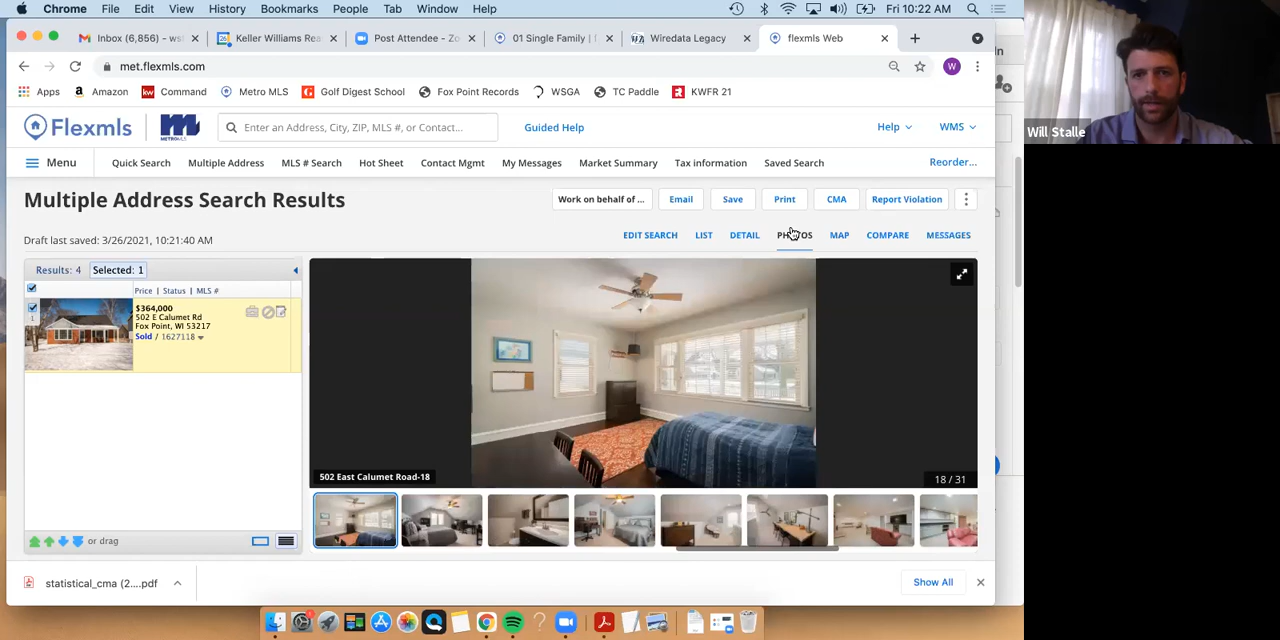 Chrome File Edit View History Bookmarks People Tab Window Help Fri 10:22 AM
Inbox (6,856) - ws Keller Williams Rea Post Attendee - Zo 01 Single Family | Wiredata Legacy flexmls Web
met.flexmls.com W
Apps Amazon Command Metro MLS Golf Digest School Fox Point Records WSGA TC Paddle KWFR 21
Flexmls METROMLS Enter an Address, City, ZIP, MLS #, or Contact... Guided Help Help WMS
Menu Quick Search Multiple Address MLS # Search Hot Sheet Contact Mgmt My Messages Market Summary Tax information Saved Search Reorder...
Multiple Address Search Results Work on behalf of ... Email Save Print CMA Report Violation
Draft last saved: 3/26/2021, 10:21:40 AM EDIT SEARCH LIST DETAIL PHOTOS MAP COMPARE MESSAGES
Results: 4 Selected: 1
Price | Status | MLS #
1 $364,000
502 E Calumet Rd
Fox Point, WI 53217
Sold / 1627118
502 East Calumet Road-18 18 / 31
or drag
statistical_cma (2....pdf Show All
Will Stalle